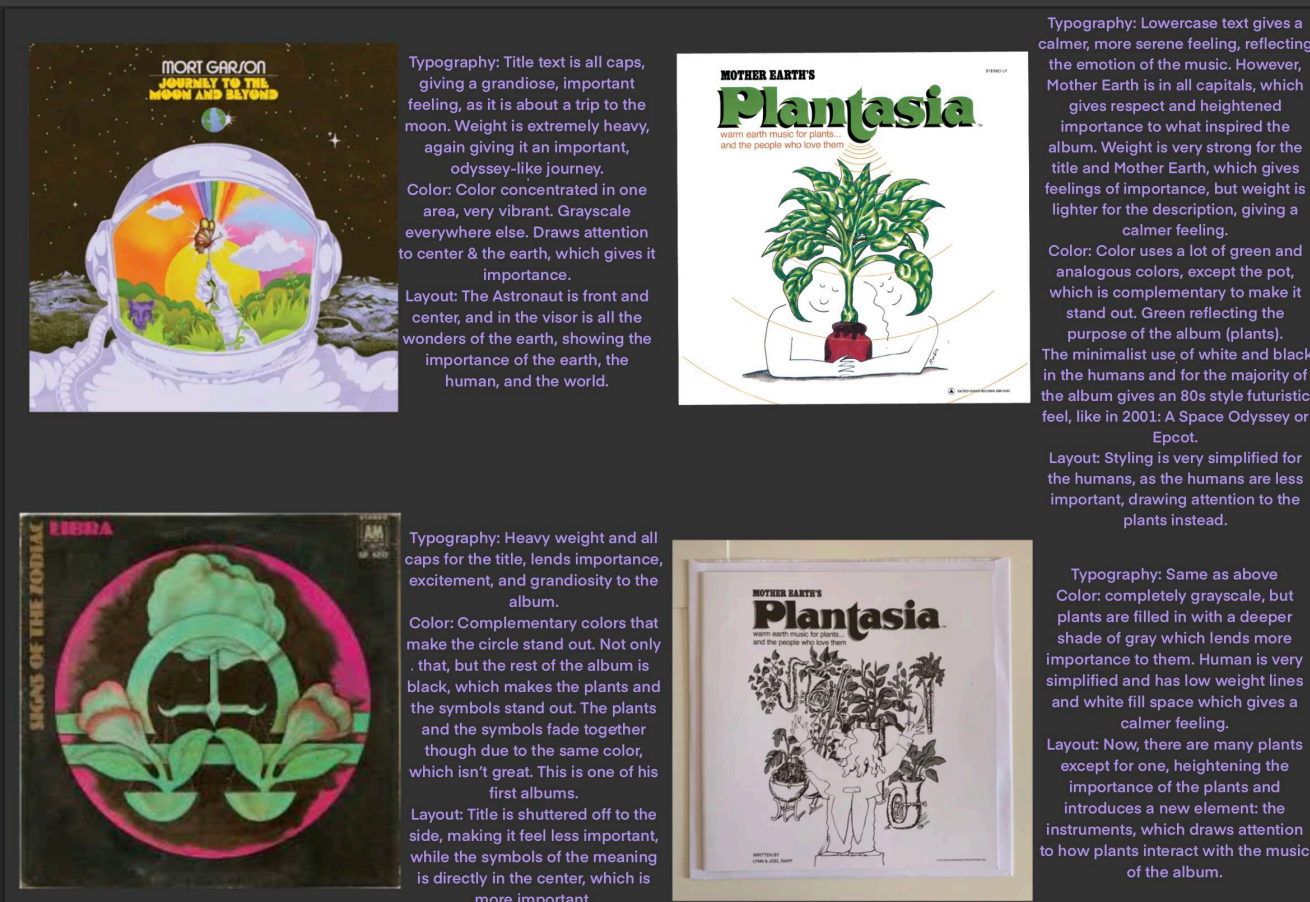 MORT GARSON
JOURNEY TO THE
MOON AND BEYOND
Typography: Title text is all caps,
giving a grandiose, important
feeling, as it is about a trip to the
moon. Weight is extremely heavy,
again giving it an important,
odyssey-like journey.
Color: Color concentrated in one
area, very vibrant. Grayscale
everywhere else. Draws attention
to center & the earth, which gives it
importance.
Layout: The Astronaut is front and
center, and in the visor is all the
wonders of the earth, showing the
importance of the earth, the
human, and the world.
MOTHER EARTH'S
STEREO LP
Plantasia
warm earth music for plants...
and the people who love them
Typography: Lowercase text gives a
calmer, more serene feeling, reflecting
the emotion of the music. However,
Mother Earth is in all capitals, which
gives respect and heightened
importance to what inspired the
album. Weight is very strong for the
title and Mother Earth, which gives
feelings of importance, but weight is
lighter for the description, giving a
calmer feeling.
Color: Color uses a lot of green and
analogous colors, except the pot,
which is complementary to make it
stand out. Green reflecting the
purpose of the album (plants).
The minimalist use of white and black
in the humans and for the majority of
the album gives an 80s style futuristic
feel, like in 2001: A Space Odyssey or
Epcot.
Layout: Styling is very simplified for
the humans, as the humans are less
important, drawing attention to the
plants instead.
SIGNS OF THE ZODIAC
LIBRA
STEREO
A&M
Typography: Heavy weight and all
caps for the title, lends importance,
excitement, and grandiosity to the
album.
Color: Complementary colors that
make the circle stand out. Not only
. that, but the rest of the album is
black, which makes the plants and
the symbols stand out. The plants
and the symbols fade together
though due to the same color,
which isn't great. This is one of his
first albums.
Layout: Title is shuttered off to the
side, making it feel less important,
while the symbols of the meaning
is directly in the center, which is
more important
MOTHER EARTH'S
Plantasia
warm earth music for plants...
and the people who love them
WRITTEN BY
LYNN & JOEL RAPP
Typography: Same as above
Color: completely grayscale, but
plants are filled in with a deeper
shade of gray which lends more
importance to them. Human is very
simplified and has low weight lines
and white fill space which gives a
calmer feeling.
Layout: Now, there are many plants
except for one, heightening the
importance of the plants and
introduces a new element: the
instruments, which draws attention
to how plants interact with the music
of the album.